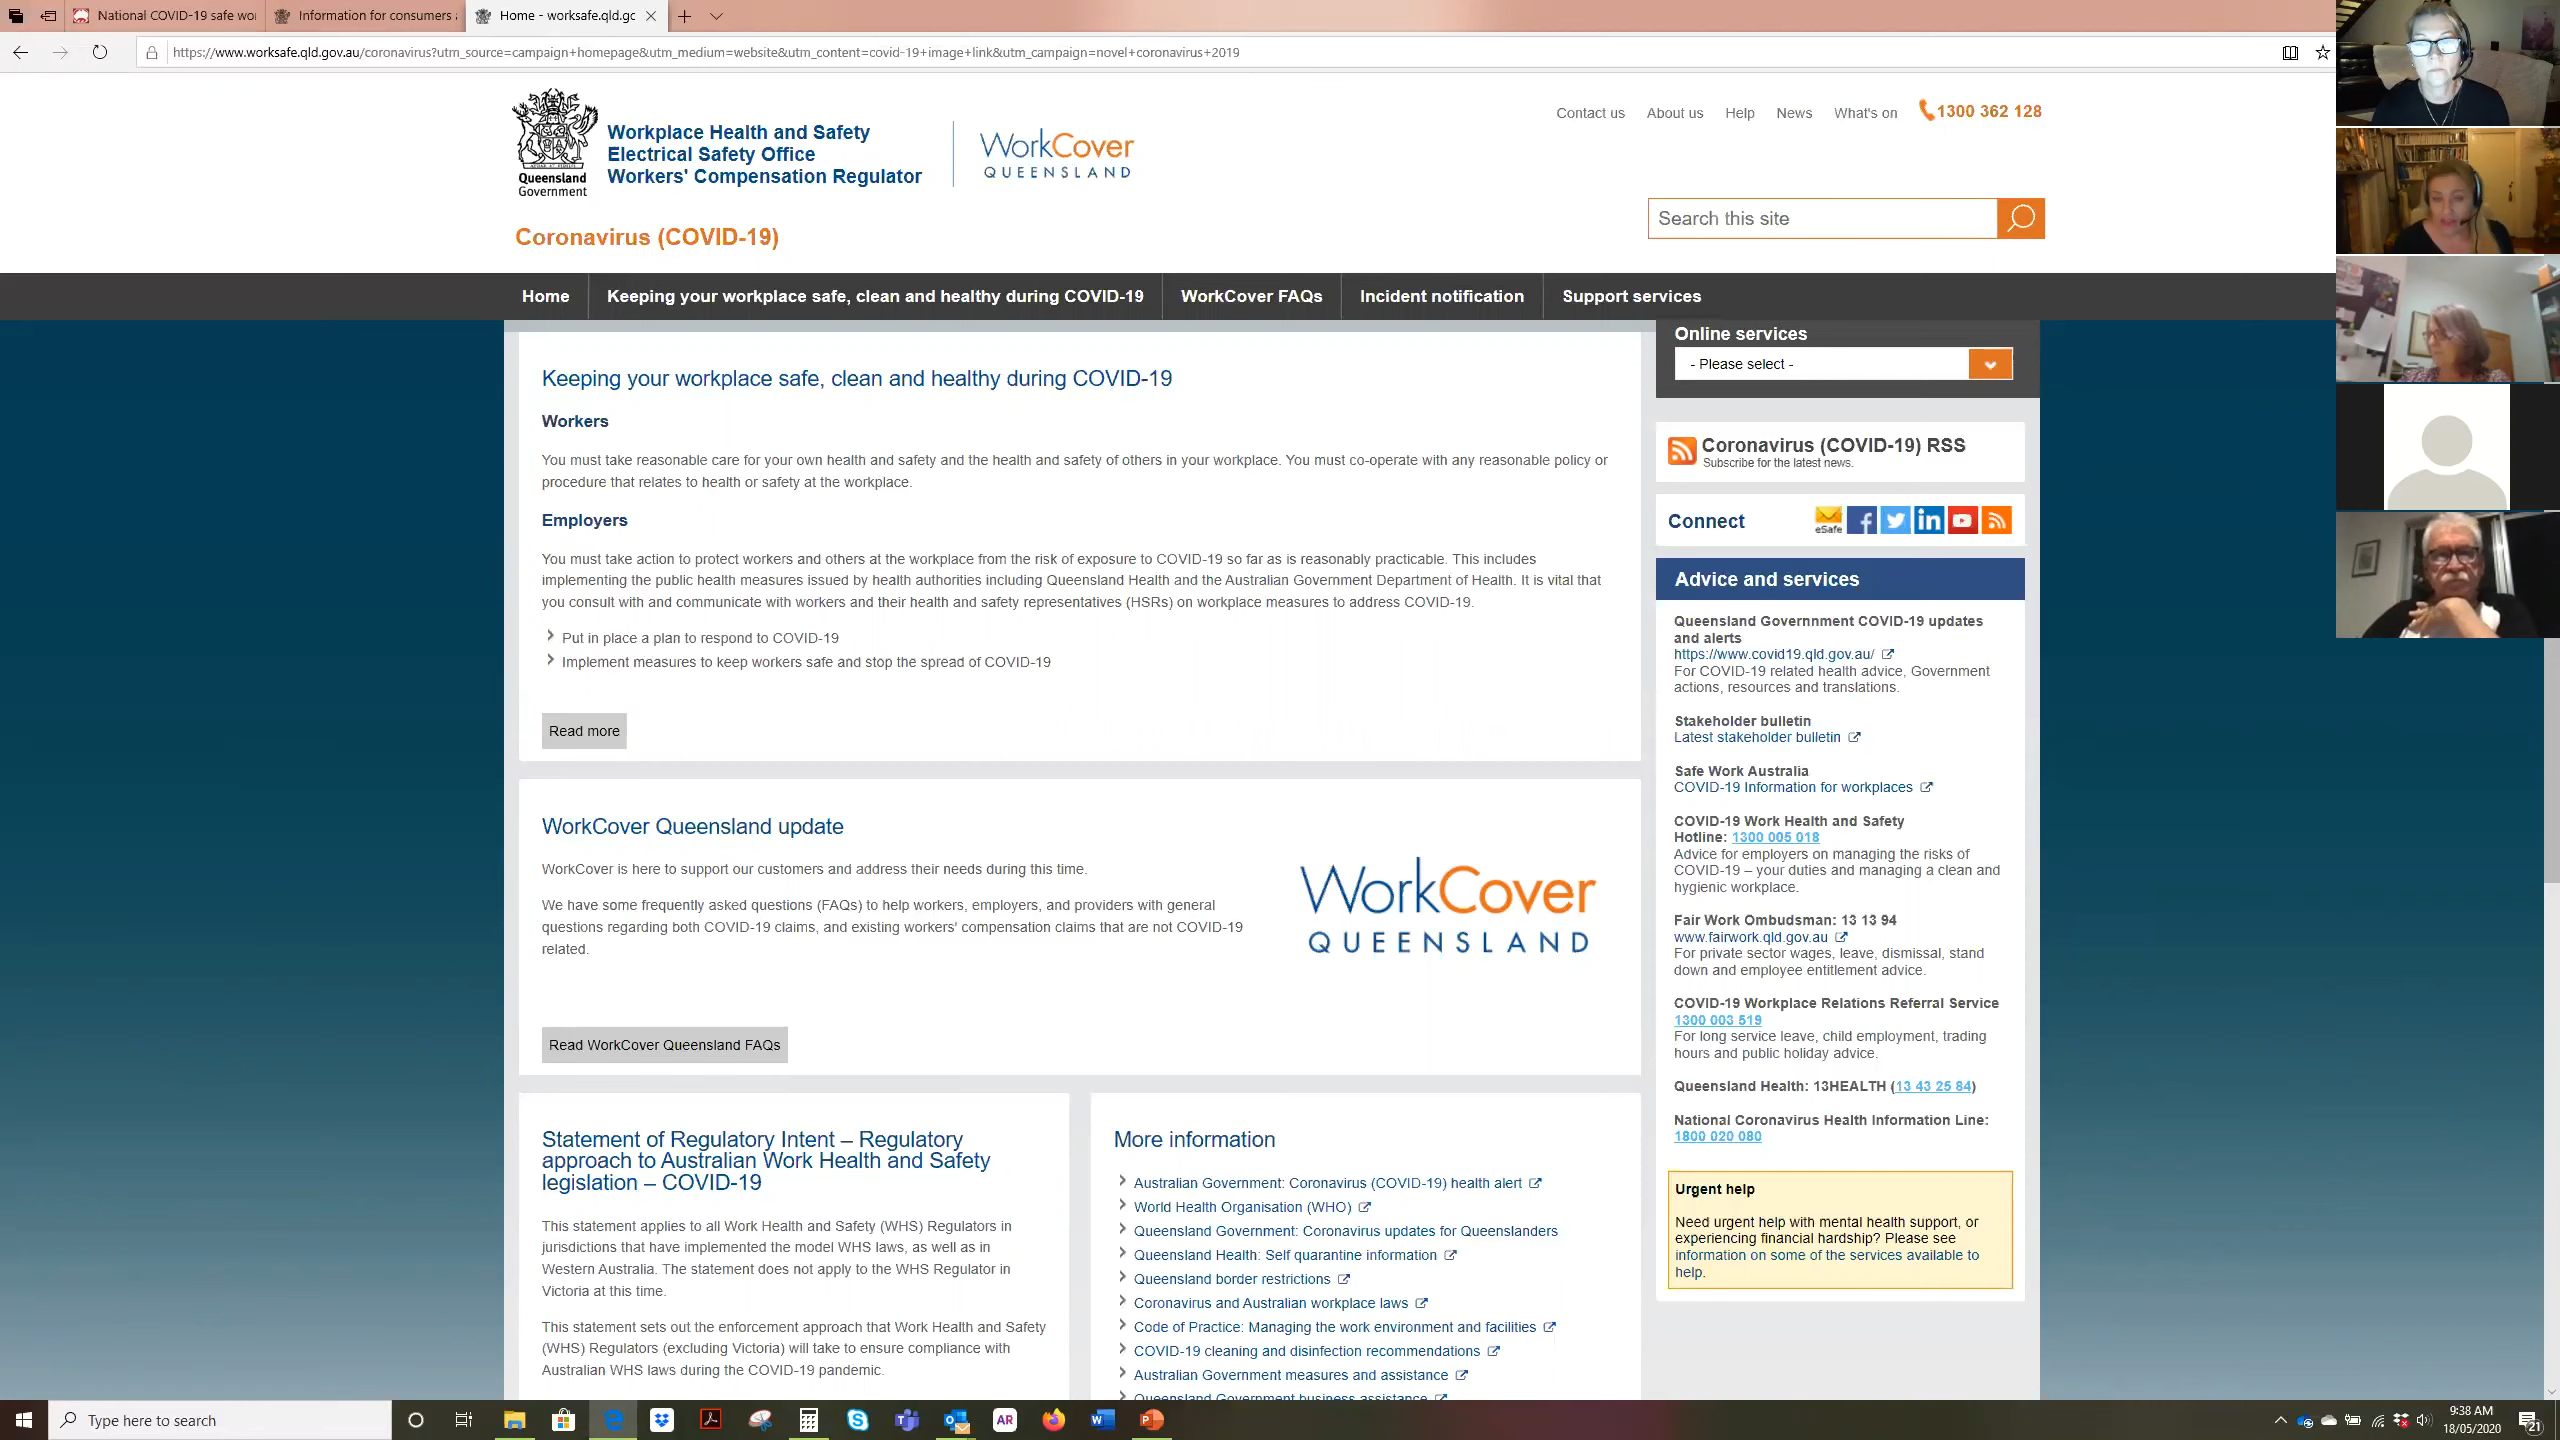 National COVID-19 safe wor
Information for consumers a
Home - worksafe.qld.gc
https://www.worksafe.qld.gov.au/coronavirus?utm_source=campaign+homepage&utm_medium=website&utm_content=covid-19+image+link&utm_campaign=novel+coronavirus+2019
Queensland
Government
Workplace Health and Safety
Electrical Safety Office
Workers' Compensation Regulator
WorkCover
QUEENSLAND
Contact us
About us
Help
News
What's on
1300 362 128
Coronavirus (COVID-19)
Search this site
Home
Keeping your workplace safe, clean and healthy during COVID-19
WorkCover FAQs
Incident notification
Support services
Keeping your workplace safe, clean and healthy during COVID-19
Workers
You must take reasonable care for your own health and safety and the health and safety of others in your workplace. You must co-operate with any reasonable policy or
procedure that relates to health or safety at the workplace.
Employers
You must take action to protect workers and others at the workplace from the risk of exposure to COVID-19 so far as is reasonably practicable. This includes
implementing the public health measures issued by health authorities including Queensland Health and the Australian Government Department of Health. It is vital that
you consult with and communicate with workers and their health and safety representatives (HSRs) on workplace measures to address COVID-19.
Put in place a plan to respond to COVID-19
Implement measures to keep workers safe and stop the spread of COVID-19
Read more
WorkCover Queensland update
WorkCover is here to support our customers and address their needs during this time.
We have some frequently asked questions (FAQs) to help workers, employers, and providers with general
questions regarding both COVID-19 claims, and existing workers' compensation claims that are not COVID-19
related.
WorkCover
QUEENSLAND
Read WorkCover Queensland FAQs
Statement of Regulatory Intent – Regulatory
approach to Australian Work Health and Safety
legislation – COVID-19
This statement applies to all Work Health and Safety (WHS) Regulators in
jurisdictions that have implemented the model WHS laws, as well as in
Western Australia. The statement does not apply to the WHS Regulator in
Victoria at this time.
This statement sets out the enforcement approach that Work Health and Safety
(WHS) Regulators (excluding Victoria) will take to ensure compliance with
Australian WHS laws during the COVID-19 pandemic.
More information
Australian Government: Coronavirus (COVID-19) health alert
World Health Organisation (WHO)
Queensland Government: Coronavirus updates for Queenslanders
Queensland Health: Self quarantine information
Queensland border restrictions
Coronavirus and Australian workplace laws
Code of Practice: Managing the work environment and facilities
COVID-19 cleaning and disinfection recommendations
Australian Government measures and assistance
Queensland Government business assistance
Online services
- Please select -
Coronavirus (COVID-19) RSS
Subscribe for the latest news.
Connect
eSafe
Advice and services
Queensland Governnment COVID-19 updates
and alerts
https://www.covid19.qld.gov.au/
For COVID-19 related health advice, Government
actions, resources and translations.
Stakeholder bulletin
Latest stakeholder bulletin
Safe Work Australia
COVID-19 Information for workplaces
COVID-19 Work Health and Safety
Hotline: 1300 005 018
Advice for employers on managing the risks of
COVID-19 – your duties and managing a clean and
hygienic workplace.
Fair Work Ombudsman: 13 13 94
www.fairwork.qld.gov.au
For private sector wages, leave, dismissal, stand
down and employee entitlement advice.
COVID-19 Workplace Relations Referral Service
1300 003 519
For long service leave, child employment, trading
hours and public holiday advice.
Queensland Health: 13HEALTH (13 43 25 84)
National Coronavirus Health Information Line:
1800 020 080
Urgent help
Need urgent help with mental health support, or
experiencing financial hardship? Please see
information on some of the services available to
help.
Type here to search
AR
9:38 AM
18/05/2020
21